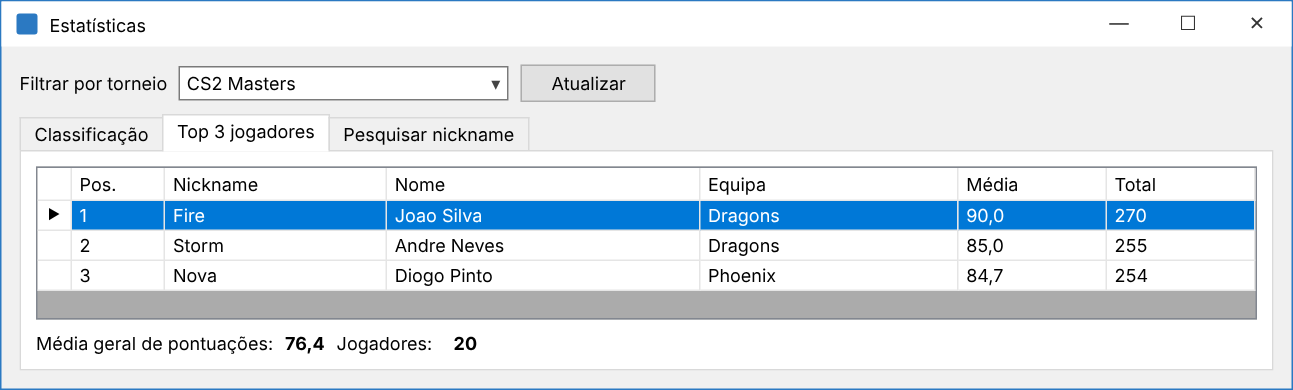 Estatísticas
Filtrar por torneio CS2 Masters Atualizar
Classificação Top 3 jogadores Pesquisar nickname
Pos. Nickname Nome Equipa Média Total
1 Fire Joao Silva Dragons 90,0 270
2 Storm Andre Neves Dragons 85,0 255
3 Nova Diogo Pinto Phoenix 84,7 254
Média geral de pontuações: 76,4 Jogadores: 20